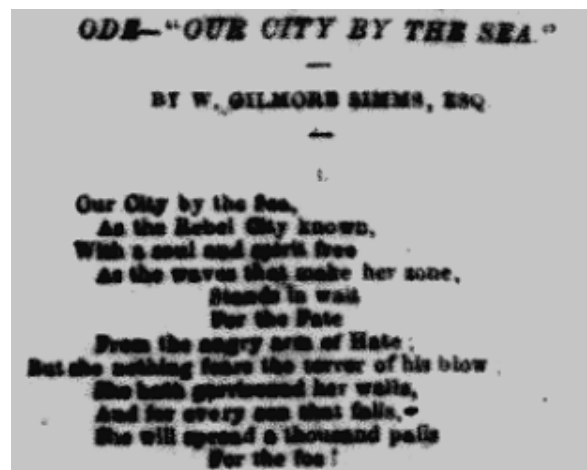 ODE—"OUR CITY BY THE SEA."
BY W. GILMORE SIMMS, ESQ
I.
Our City by the Sea,
As the Rebel City known,
With a soul and spirit free
As the waves that make her zone,
Stands in wait
For the Fate
From the angry arm of Hate;
But she nothing fears the terror of his blow
She hath garrisoned her walls,
And for every son that falls,
She will spread a thousand palls
For the foe!